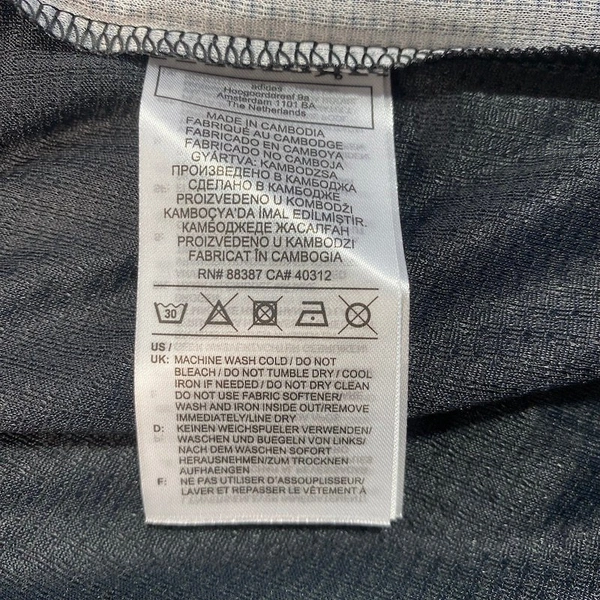 adidas
Hoogoorddreef 9a
Amsterdam 1101 BA
The Netherlands
MADE IN CAMBODIA
FABRIQUÉ AU CAMBODGE
FABRICADO EN CAMBOYA
FABRICADO NO CAMBOJA
GYÁRTVA: KAMBODZSA
ПРОИЗВЕДЕНО В КАМБОДЖА
СДЕЛАНО В КАМБОДЖЕ
PROIZVEDENO U KOMBODŽI
KAMBOÇYA'DA İMAL EDİLMİŞTİR.
КАМБОДЖЕДЕ ЖАСАЛҒАН
PROIZVEDENO U KAMBODZI
FABRICAT ÎN CAMBOGIA
RN# 88387 CA# 40312
30
US /
UK: MACHINE WASH COLD / DO NOT
BLEACH / DO NOT TUMBLE DRY / COOL
IRON IF NEEDED / DO NOT DRY CLEAN
DO NOT USE FABRIC SOFTENER/
WASH AND IRON INSIDE OUT/REMOVE
IMMEDIATELY/LINE DRY
D: KEINEN WEICHSPUELER VERWENDEN/
WASCHEN UND BUEGELN VON LINKS/
NACH DEM WASCHEN SOFORT
HERAUSNEHMEN/ZUM TROCKNEN
AUFHAENGEN
F: NE PAS UTILISER D'ASSOUPLISSEUR/
LAVER ET REPASSER LE VÊTEMENT À